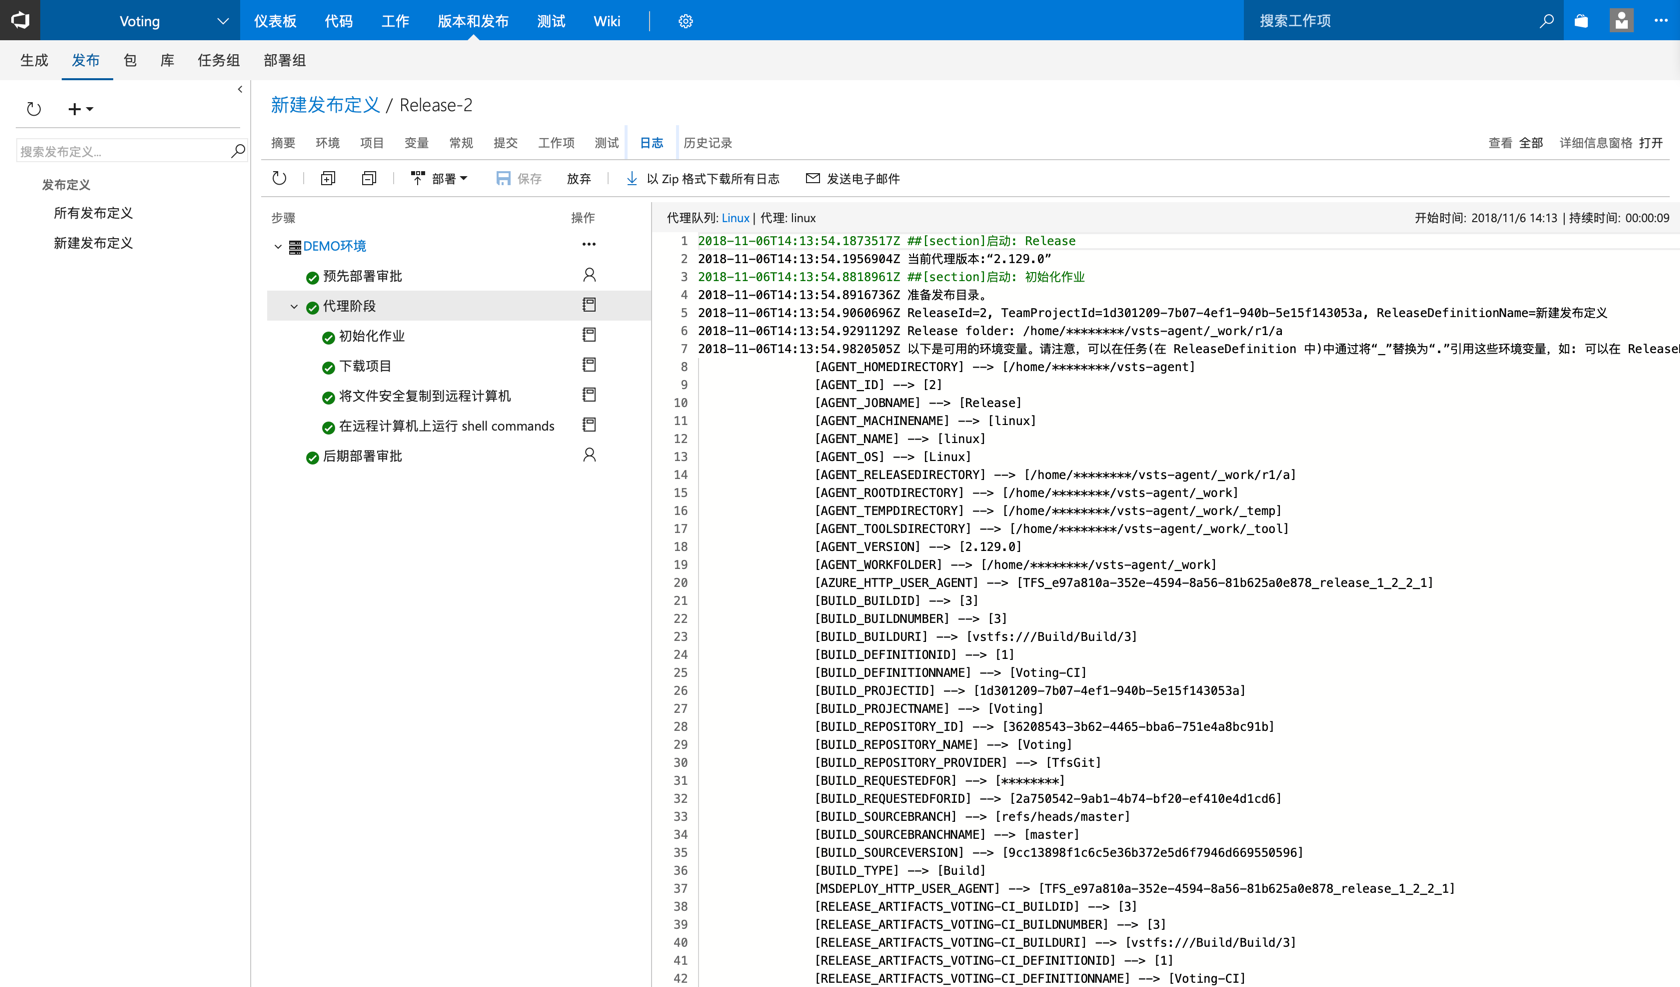 Voting 仪表板 代码 工作 版本和发布 测试 Wiki 搜索工作项
生成 发布 包 库 任务组 部署组
搜索发布定义...
发布定义
所有发布定义
新建发布定义
新建发布定义 / Release-2
摘要 环境 项目 变量 常规 提交 工作项 测试 日志 历史记录 查看 全部 详细信息窗格 打开
部署 保存 放弃 以 Zip 格式下载所有日志 发送电子邮件
步骤 操作
DEMO环境
预先部署审批
代理阶段
初始化作业
下载项目
将文件安全复制到远程计算机
在远程计算机上运行 shell commands
后期部署审批
代理队列: Linux | 代理: linux 开始时间: 2018/11/6 14:13 | 持续时间: 00:00:09
1 2018-11-06T14:13:54.1873517Z ##[section]启动: Release
2 2018-11-06T14:13:54.1956904Z 当前代理版本:“2.129.0”
3 2018-11-06T14:13:54.8818961Z ##[section]启动: 初始化作业
4 2018-11-06T14:13:54.8916736Z 准备发布目录。
5 2018-11-06T14:13:54.9060696Z ReleaseId=2, TeamProjectId=1d301209-7b07-4ef1-940b-5e15f143053a, ReleaseDefinitionName=新建发布定义
6 2018-11-06T14:13:54.9291129Z Release folder: /home/********/vsts-agent/_work/r1/a
7 2018-11-06T14:13:54.9820505Z 以下是可用的环境变量。请注意，可以在任务(在 ReleaseDefinition 中)中通过将“_”替换为“.”引用这些环境变量，如: 可以在 Release
8 [AGENT_HOMEDIRECTORY] --> [/home/********/vsts-agent]
9 [AGENT_ID] --> [2]
10 [AGENT_JOBNAME] --> [Release]
11 [AGENT_MACHINENAME] --> [linux]
12 [AGENT_NAME] --> [linux]
13 [AGENT_OS] --> [Linux]
14 [AGENT_RELEASEDIRECTORY] --> [/home/********/vsts-agent/_work/r1/a]
15 [AGENT_ROOTDIRECTORY] --> [/home/********/vsts-agent/_work]
16 [AGENT_TEMPDIRECTORY] --> [/home/********/vsts-agent/_work/_temp]
17 [AGENT_TOOLSDIRECTORY] --> [/home/********/vsts-agent/_work/_tool]
18 [AGENT_VERSION] --> [2.129.0]
19 [AGENT_WORKFOLDER] --> [/home/********/vsts-agent/_work]
20 [AZURE_HTTP_USER_AGENT] --> [TFS_e97a810a-352e-4594-8a56-81b625a0e878_release_1_2_2_1]
21 [BUILD_BUILDID] --> [3]
22 [BUILD_BUILDNUMBER] --> [3]
23 [BUILD_BUILDURI] --> [vstfs:///Build/Build/3]
24 [BUILD_DEFINITIONID] --> [1]
25 [BUILD_DEFINITIONNAME] --> [Voting-CI]
26 [BUILD_PROJECTID] --> [1d301209-7b07-4ef1-940b-5e15f143053a]
27 [BUILD_PROJECTNAME] --> [Voting]
28 [BUILD_REPOSITORY_ID] --> [36208543-3b62-4465-bba6-751e4a8bc91b]
29 [BUILD_REPOSITORY_NAME] --> [Voting]
30 [BUILD_REPOSITORY_PROVIDER] --> [TfsGit]
31 [BUILD_REQUESTEDFOR] --> [********]
32 [BUILD_REQUESTEDFORID] --> [2a750542-9ab1-4b74-bf20-ef410e4d1cd6]
33 [BUILD_SOURCEBRANCH] --> [refs/heads/master]
34 [BUILD_SOURCEBRANCHNAME] --> [master]
35 [BUILD_SOURCEVERSION] --> [9cc13898f1c6c5e36b372e5d6f7946d669550596]
36 [BUILD_TYPE] --> [Build]
37 [MSDEPLOY_HTTP_USER_AGENT] --> [TFS_e97a810a-352e-4594-8a56-81b625a0e878_release_1_2_2_1]
38 [RELEASE_ARTIFACTS_VOTING-CI_BUILDID] --> [3]
39 [RELEASE_ARTIFACTS_VOTING-CI_BUILDNUMBER] --> [3]
40 [RELEASE_ARTIFACTS_VOTING-CI_BUILDURI] --> [vstfs:///Build/Build/3]
41 [RELEASE_ARTIFACTS_VOTING-CI_DEFINITIONID] --> [1]
42 [RELEASE_ARTIFACTS_VOTING-CI_DEFINITIONNAME] --> [Voting-CI]